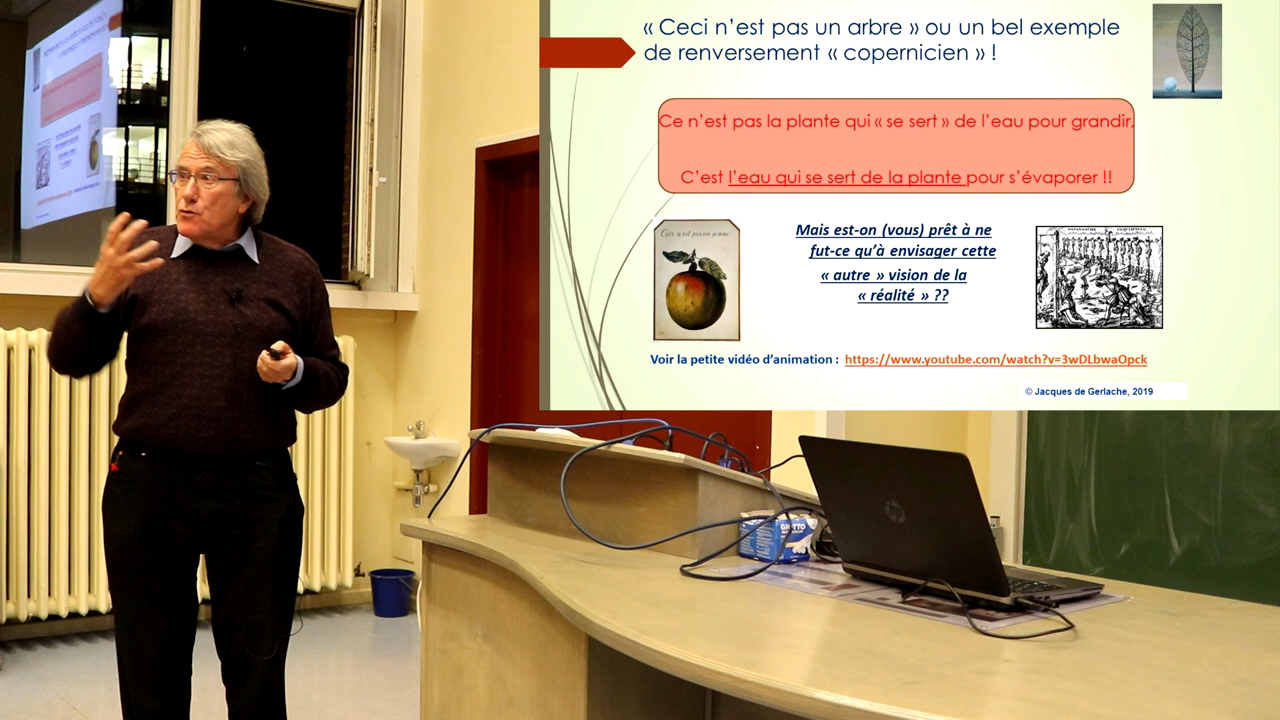 « Ceci n’est pas un arbre » ou un bel exemple
de renversement « copernicien » !
Ce n’est pas la plante qui « se sert » de l’eau pour grandir,
C’est l’eau qui se sert de la plante pour s’évaporer !!
Ceci n'est pas une pomme
Mais est-on (vous) prêt à ne
fut-ce qu’à envisager cette
« autre » vision de la
« réalité » ??
Voir la petite vidéo d’animation : https://www.youtube.com/watch?v=3wDLbwaOpck
© Jacques de Gerlache, 2019
GIOTTO
hp